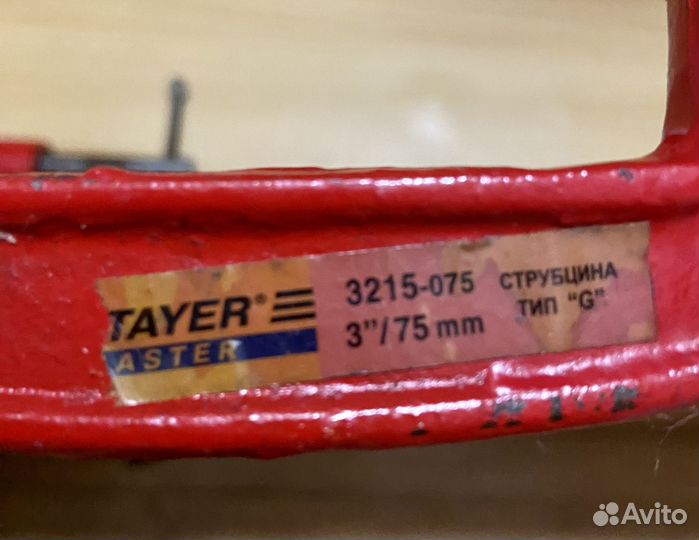 TAYER®
ASTER
3215-075
3"/75 mm
СТРУБЦИНА
ТИП "G"
Avito